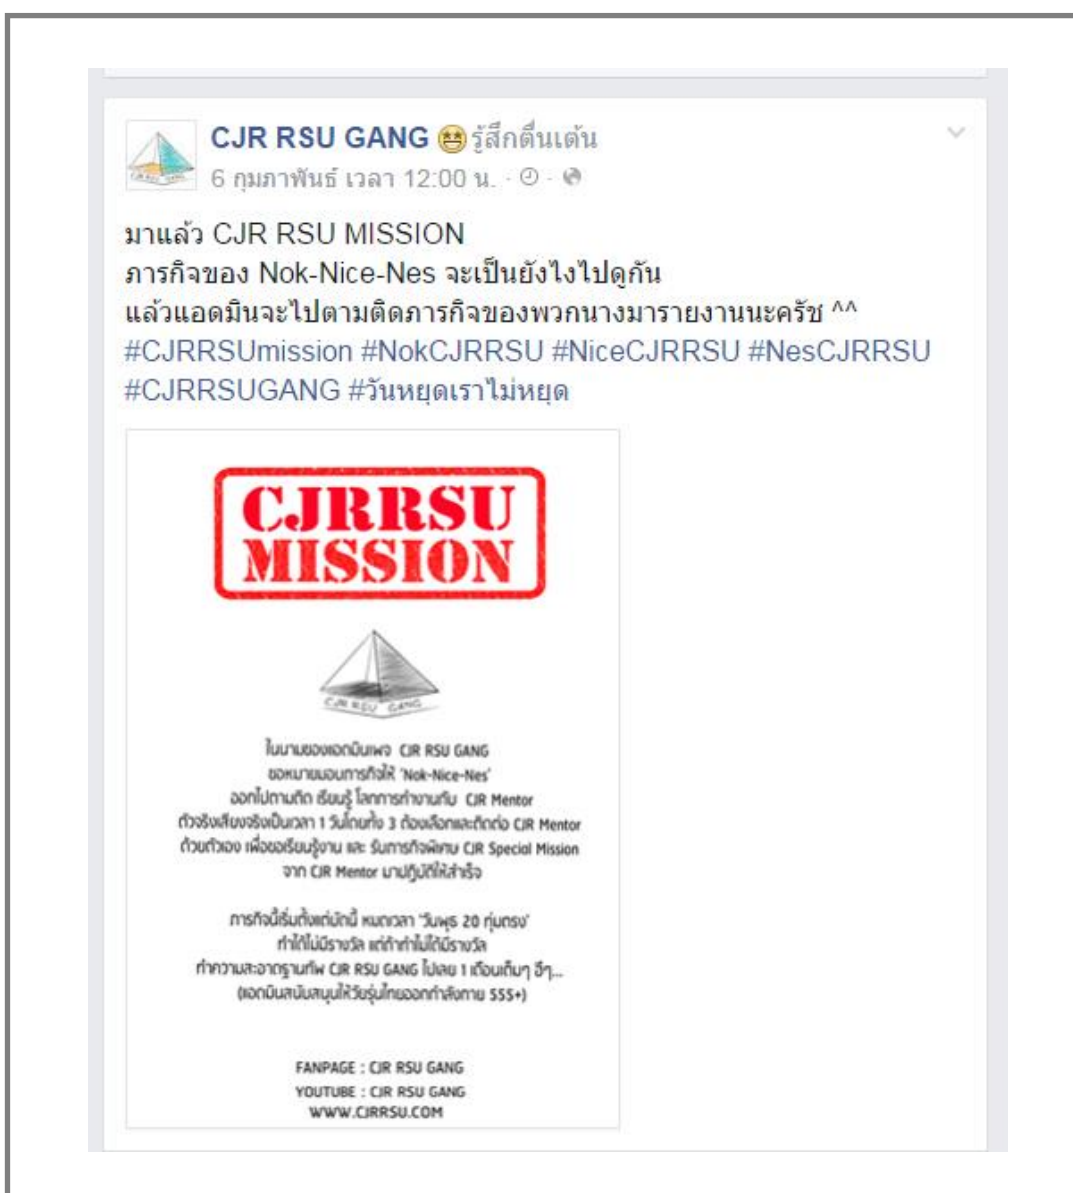 CJR RSU GANG รู้สึกตื่นเต้น
6 กุมภาพันธ์ เวลา 12:00 น.
มาแล้ว CJR RSU MISSION
ภารกิจของ Nok-Nice-Nes จะเป็นยังไงไปดูกัน
แล้วแอดมินจะไปตามติดภารกิจของพวกนางมารายงานนะครัช ^^
#CJRRSUmission #NokCJRRSU #NiceCJRRSU #NesCJRRSU
#CJRRSUGANG #วันหยุดเราไม่หยุด
CJRRSU
MISSION
CJR RSU GANG
ในนามของแอดมินเพจ CJR RSU GANG
ขอหมายมอบภารกิจให้ 'Nok-Nice-Nes'
ออกไปตามติด เรียนรู้ โลกการทำงานกับ CJR Mentor
ตัวจริงเสียงจริงเป็นเวลา 1 วันโดยทั้ง 3 ต้องเลือกและติดต่อ CJR Mentor
ด้วยตัวเอง เพื่อขอเรียนรู้งาน และ รับภารกิจพิเศษ CJR Special Mission
จาก CJR Mentor มาปฏิบัติให้สำเร็จ
ภารกิจนี้เริ่มตั้งแต่บัดนี้ หมดเวลา 'วันพุธ 20 ทุ่มตรง'
ทำได้ไม่มีรางวัล แต่ถ้าทำไม่ได้มีรางวัล
ทำความสะอาดฐานทัพ CJR RSU GANG ไปเลย 1 เดือนเต็มๆ ฮึๆ...
(แอดมินสนับสนุนให้วัยรุ่นไทยออกกำลังกาย 555+)
FANPAGE : CJR RSU GANG
YOUTUBE : CJR RSU GANG
WWW.CJRRSU.COM